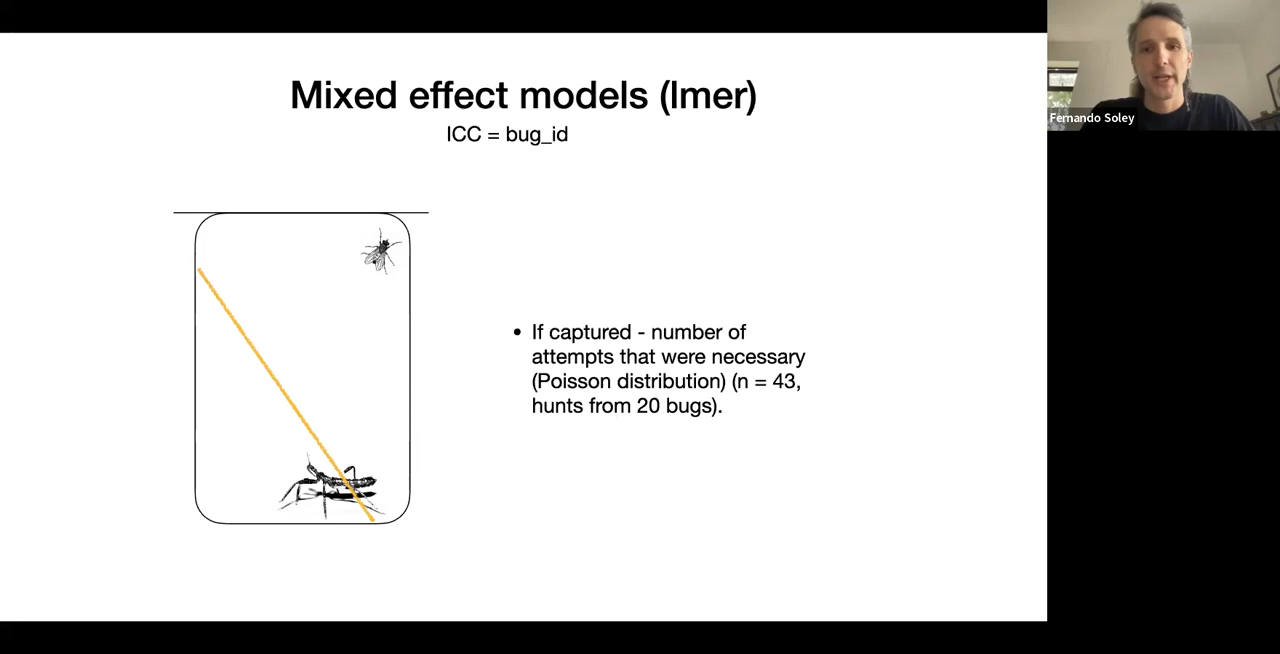 Mixed effect models (lmer)
ICC = bug_id
Fernando Soley
• If captured - number of
attempts that were necessary
(Poisson distribution) (n = 43,
hunts from 20 bugs).